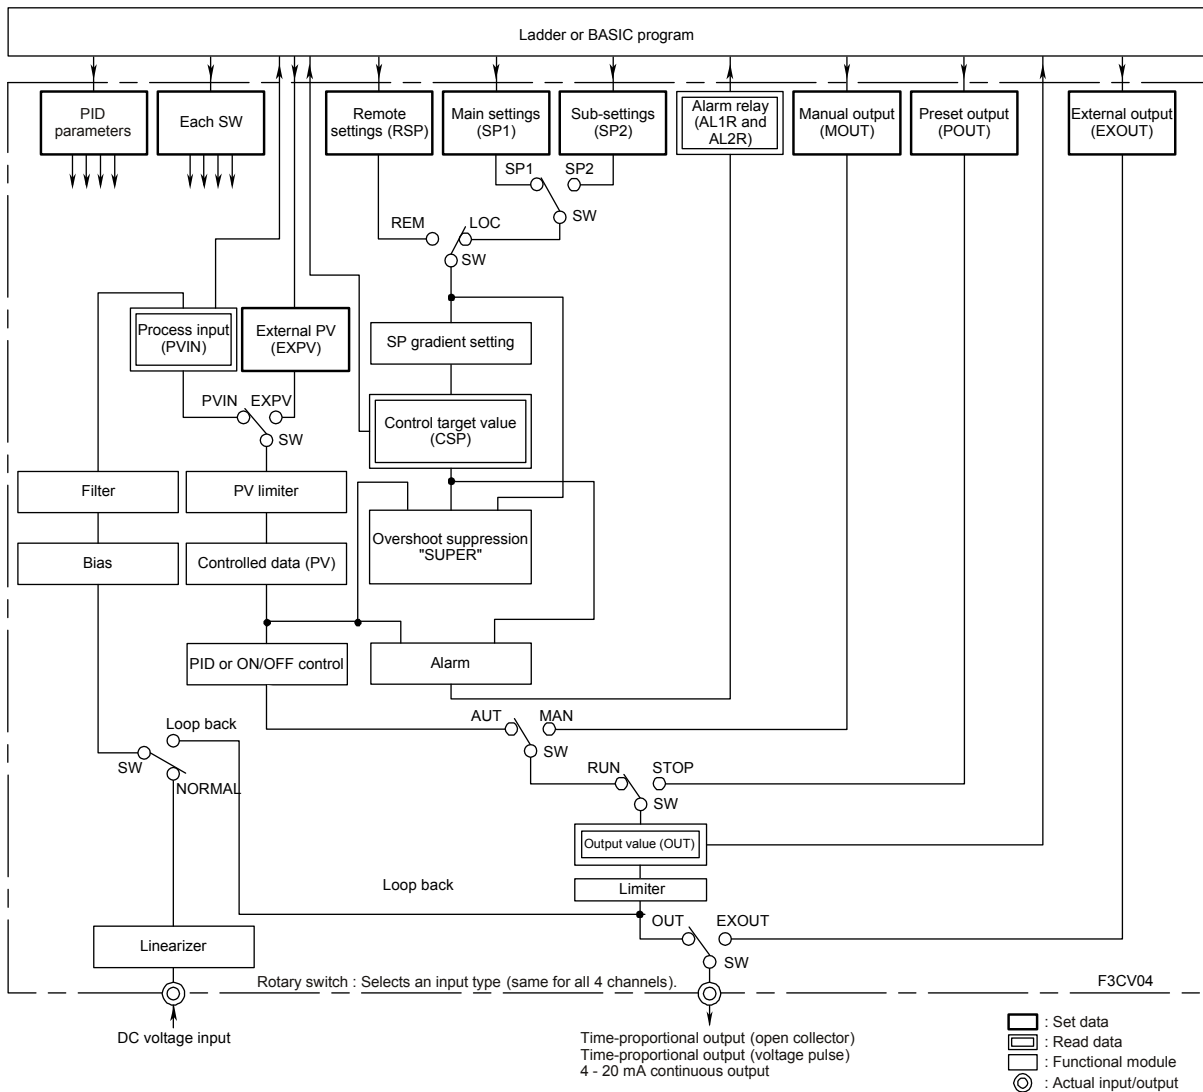 Ladder or BASIC program
PID
parameters
Each SW
Remote
settings (RSP)
Main settings
(SP1)
Sub-settings
(SP2)
Alarm relay
(AL1R and
AL2R)
Manual output
(MOUT)
Preset output
(POUT)
External output
(EXOUT)
SP1
SP2
SW
REM
LOC
SW
Process input
(PVIN)
External PV
(EXPV)
SP gradient setting
PVIN
EXPV
SW
Control target value
(CSP)
Filter
PV limiter
Overshoot suppression
"SUPER"
Bias
Controlled data (PV)
PID or ON/OFF control
Alarm
AUT
MAN
SW
Loop back
SW
NORMAL
RUN
STOP
SW
Output value (OUT)
Loop back
Limiter
OUT
EXOUT
SW
Linearizer
Rotary switch : Selects an input type (same for all 4 channels).
F3CV04
DC voltage input
Time-proportional output (open collector)
Time-proportional output (voltage pulse)
4 - 20 mA continuous output
: Set data
: Read data
: Functional module
: Actual input/output